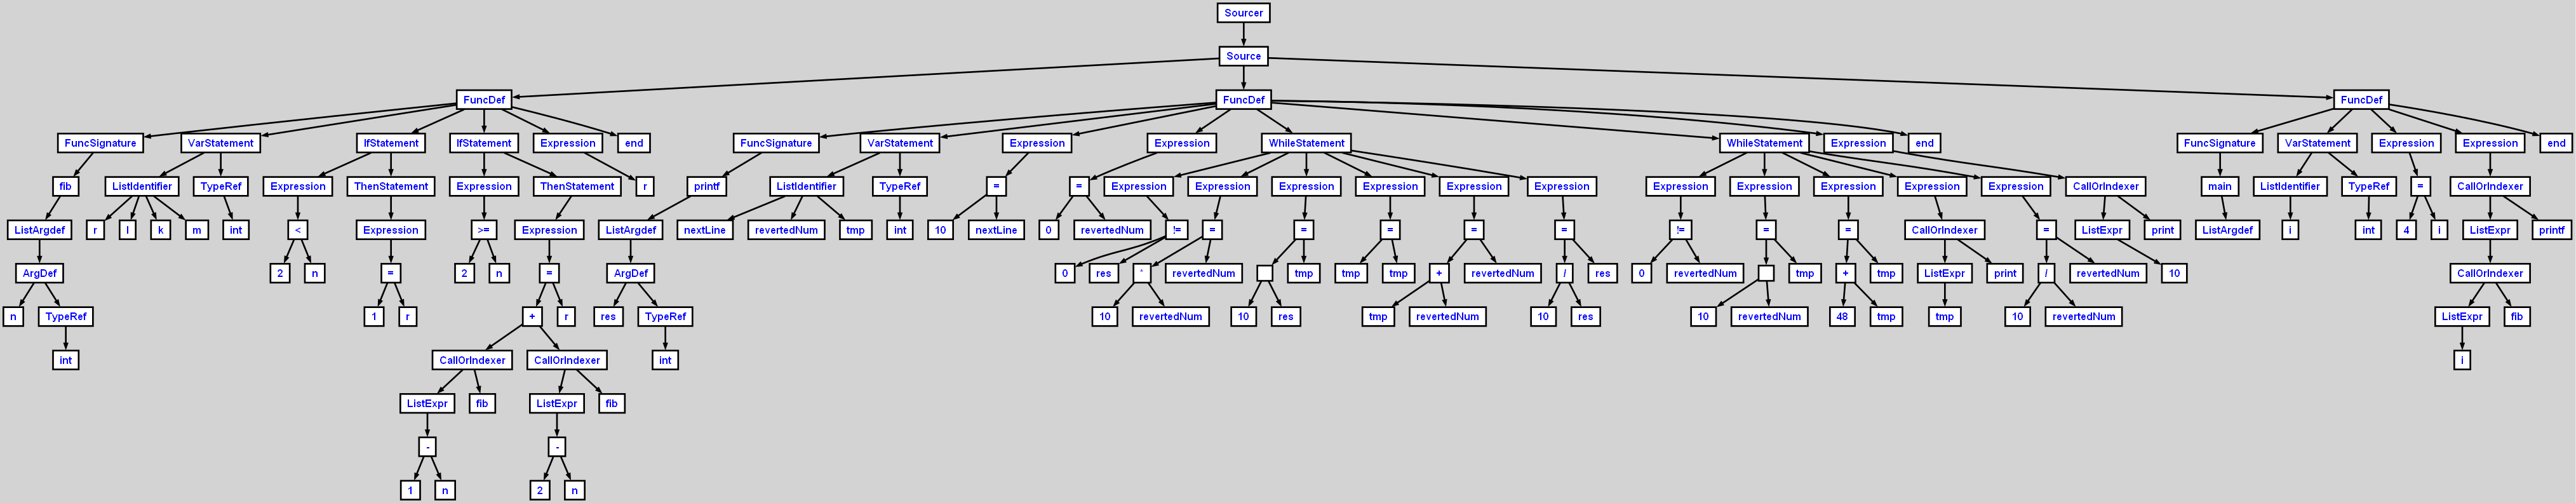 Sourcer
Source
FuncDef FuncDef FuncDef
FuncSignature VarStatement IfStatement IfStatement Expression end FuncSignature VarStatement Expression Expression WhileStatement WhileStatement Expression end FuncSignature VarStatement Expression Expression end
fib ListIdentifier TypeRef Expression ThenStatement Expression ThenStatement r printf ListIdentifier TypeRef = = Expression Expression Expression Expression Expression Expression Expression Expression Expression Expression Expression CallOrIndexer main ListIdentifier TypeRef = CallOrIndexer
ListArgdef r l k m int < Expression >= Expression ListArgdef nextLine revertedNum tmp int 10 nextLine 0 revertedNum != = = = = = != = = CallOrIndexer = ListExpr print ListArgdef i int 4 i ListExpr printf
ArgDef 2 n = 2 n = ArgDef 0 res * revertedNum tmp tmp tmp + revertedNum / res 0 revertedNum tmp + tmp ListExpr print / revertedNum 10 CallOrIndexer
n TypeRef 1 r + r res TypeRef 10 revertedNum 10 res tmp revertedNum 10 res 10 revertedNum 48 tmp tmp 10 revertedNum ListExpr fib
int CallOrIndexer CallOrIndexer int i
ListExpr fib ListExpr fib
- -
1 n 2 n